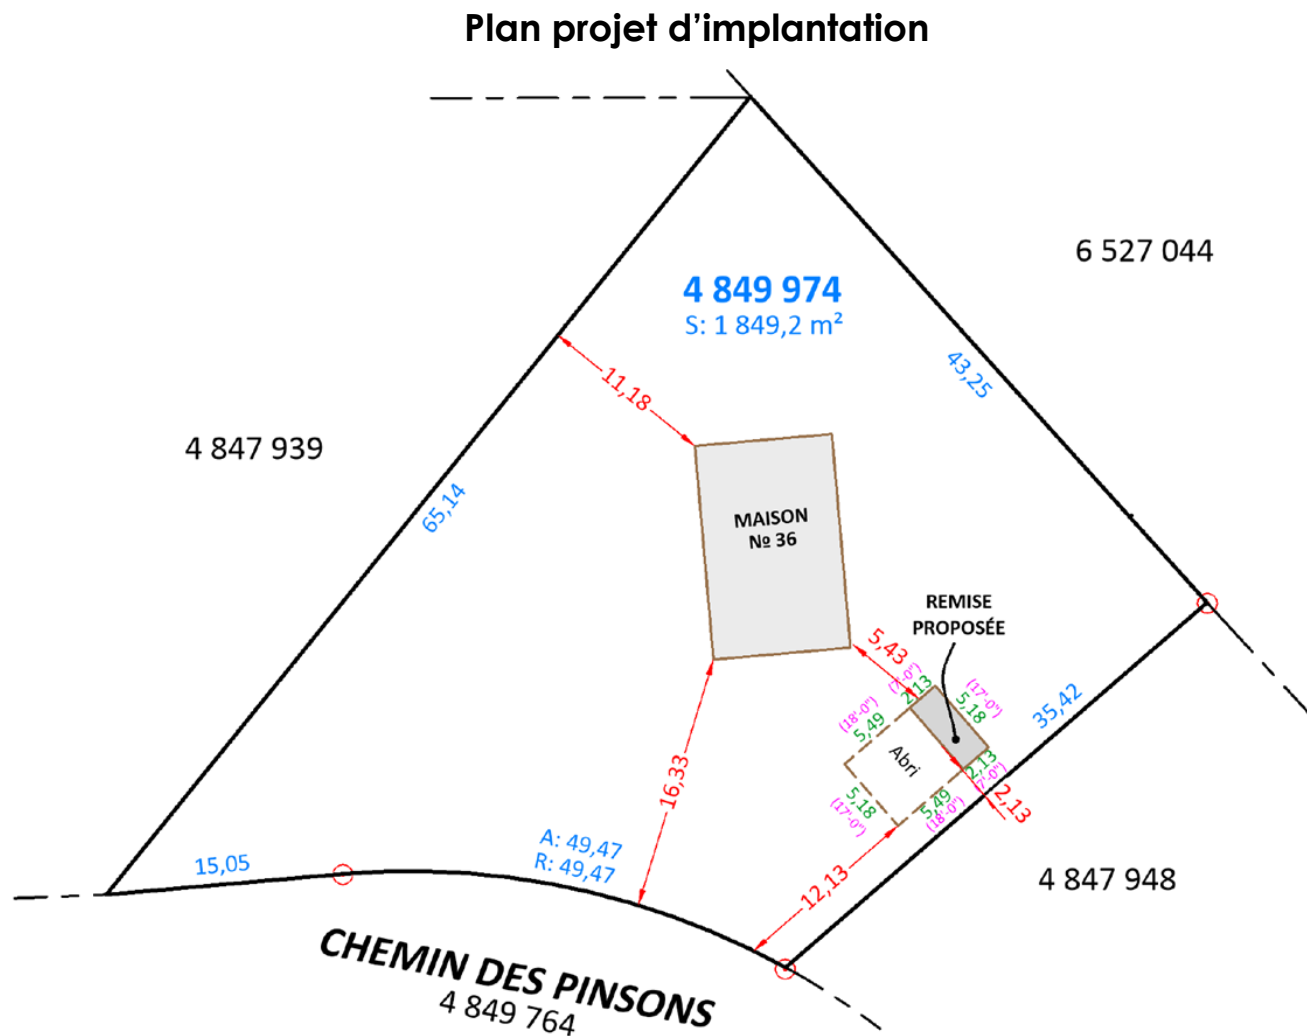 Plan projet d’implantation
6 527 044
4 849 974
S: 1 849,2 m²
43,25
11,18
4 847 939
65,14
MAISON
№ 36
REMISE
PROPOSÉE
5,43
(7'-0")
2,13
(17'-0")
5,18
35,42
(18'-0")
5,49
Abri
2,13
(7'-0")
2,13
5,18
(17'-0")
5,49
(18'-0")
16,33
12,13
A: 49,47
R: 49,47
15,05
4 847 948
CHEMIN DES PINSONS
4 849 764